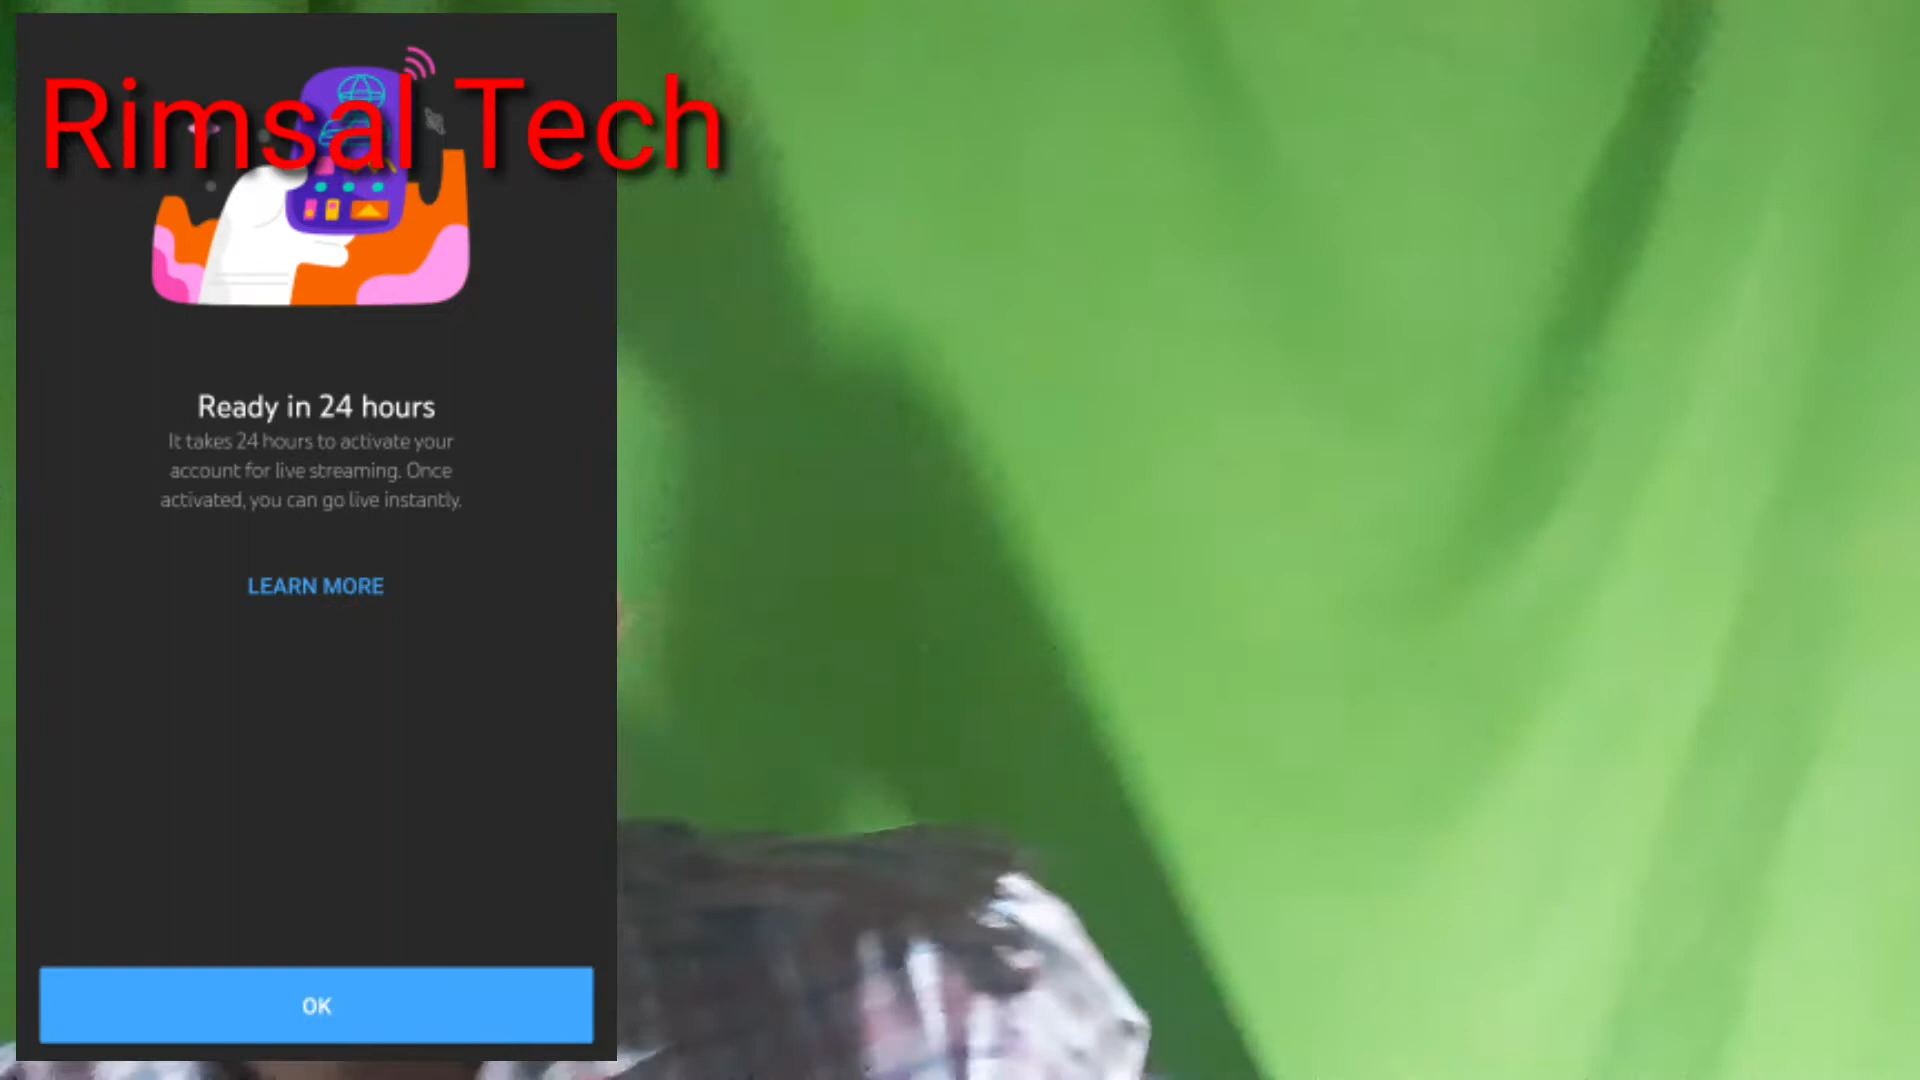 Rimsal Tech
Ready in 24 hours
It takes 24 hours to activate your
account for live streaming. Once
activated, you can go live instantly.
LEARN MORE
OK